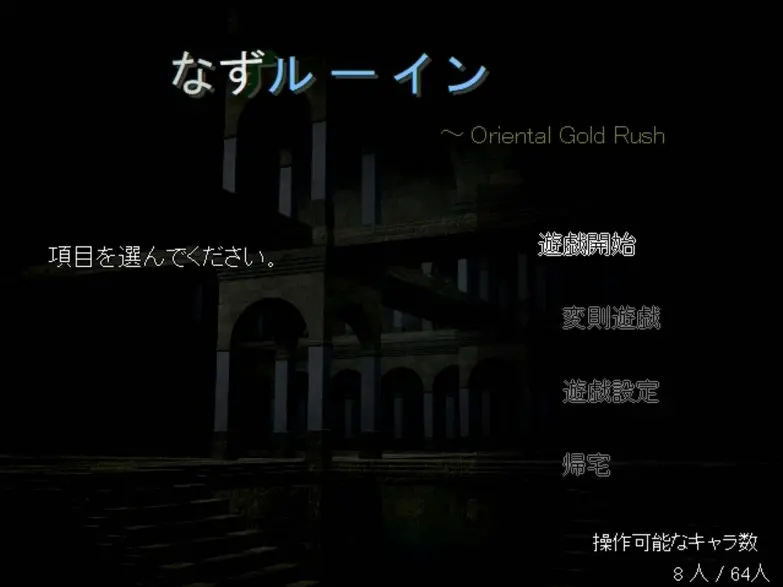 なずルーイン
～ Oriental Gold Rush
項目を選んでください。
遊戯開始
変則遊戯
遊戯設定
帰宅
操作可能なキャラ数
8 人 / 64人